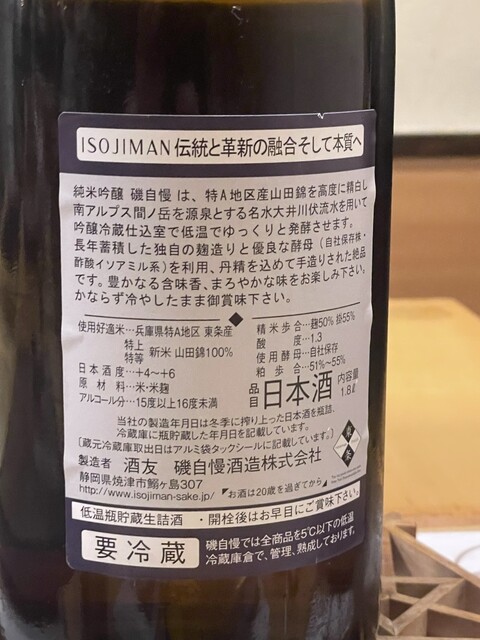 ISOJIMAN 伝統と革新の融合そして本質へ
純米吟醸 磯自慢 は、特A地区産山田錦を高度に精白し
南アルプス間ノ岳を源泉とする名水大井川伏流水を用いて
吟醸冷蔵仕込室で低温でゆっくりと発酵させます。
長年蓄積した独自の麹造りと優良な酵母（自社保存株・
酢酸イソアミル系）を利用、丹精を込めて手造りされた絶品
です。豊かなる含味香、まろやかな味をお楽しみ下さい。
かならず冷やしたまま御賞味下さい。
使用好適米…兵庫県特A地区 東条産
特上
特等 新米 山田錦100%
日本酒度…+4～+6
原材料…米・米麹
アルコール分…15度以上16度未満
精米歩合…麹50% 掛55%
酸度…1.3
使用酵母…自社保存
粕歩合…51%～55%
品目 日本酒 内容量 1.8ℓ
当社の製造年月日は冬季に搾り上った日本酒を瓶詰、
冷蔵庫に瓶貯蔵した年月日を記載しています。
〔蔵元冷蔵庫取出日はアルミ袋タックシールに記載しています。〕
製造者 酒友 磯自慢酒造株式会社
静岡県焼津市鰯ヶ島307
http://www.isojiman-sake.jp/ お酒は20歳を過ぎてから
低温瓶貯蔵生詰酒 ・開栓後はお早目にご賞味下さい。
要冷蔵
磯自慢では全商品を5℃以下の低温
冷蔵庫倉で、管理、熟成しております。